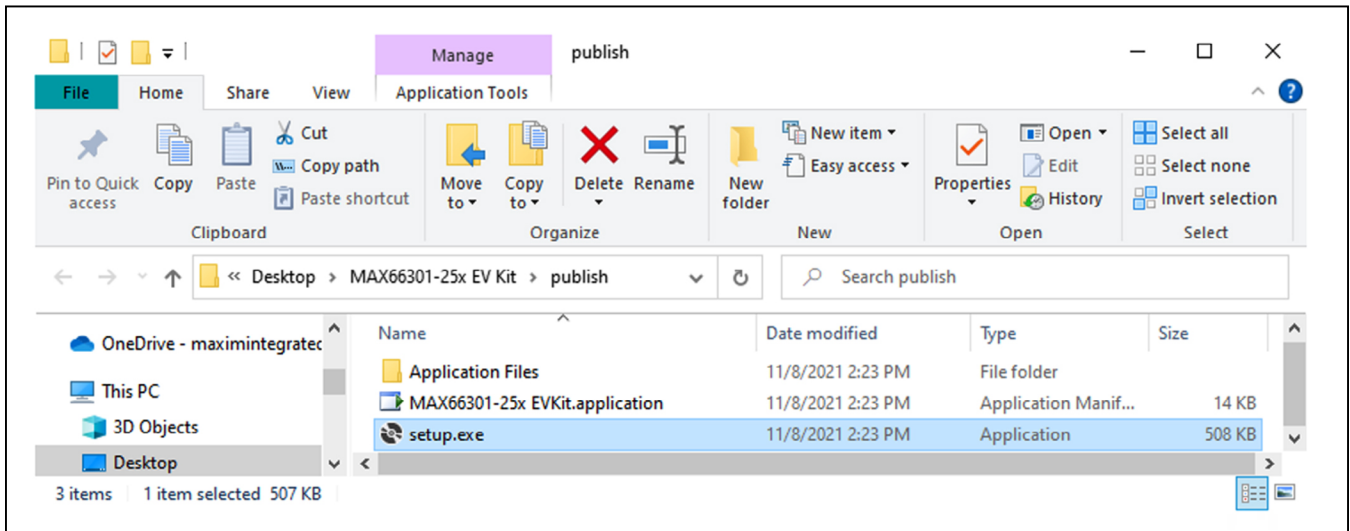 Manage publish
File Home Share View Application Tools
Pin to Quick access
Copy
Paste
Cut
Copy path
Paste shortcut
Clipboard
Move to
Copy to
Delete
Rename
Organize
New folder
New item
Easy access
New
Properties
Open
Edit
History
Open
Select all
Select none
Invert selection
Select
« Desktop › MAX66301-25x EV Kit › publish
Search publish
OneDrive - maximintegrated
This PC
3D Objects
Desktop
Name Date modified Type Size
Application Files 11/8/2021 2:23 PM File folder
MAX66301-25x EVKit.application 11/8/2021 2:23 PM Application Manif... 14 KB
setup.exe 11/8/2021 2:23 PM Application 508 KB
3 items 1 item selected 507 KB